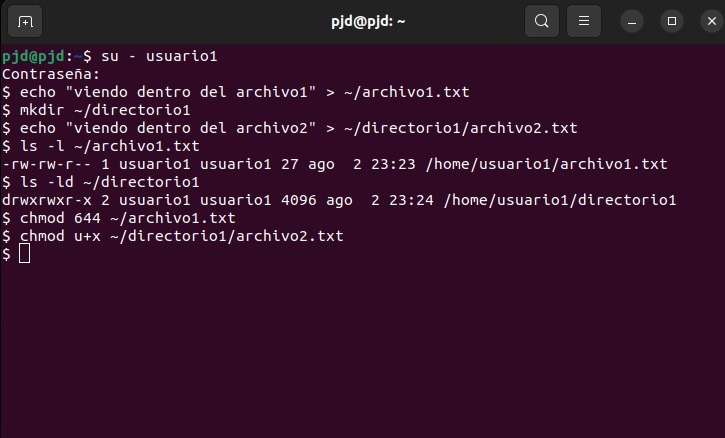 pjd@pjd: ~
pjd@pjd:~$ su - usuario1
Contraseña:
$ echo "viendo dentro del archivo1" > ~/archivo1.txt
$ mkdir ~/directorio1
$ echo "viendo dentro del archivo2" > ~/directorio1/archivo2.txt
$ ls -l ~/archivo1.txt
-rw-rw-r-- 1 usuario1 usuario1 27 ago  2 23:23 /home/usuario1/archivo1.txt
$ ls -ld ~/directorio1
drwxrwxr-x 2 usuario1 usuario1 4096 ago  2 23:24 /home/usuario1/directorio1
$ chmod 644 ~/archivo1.txt
$ chmod u+x ~/directorio1/archivo2.txt
$